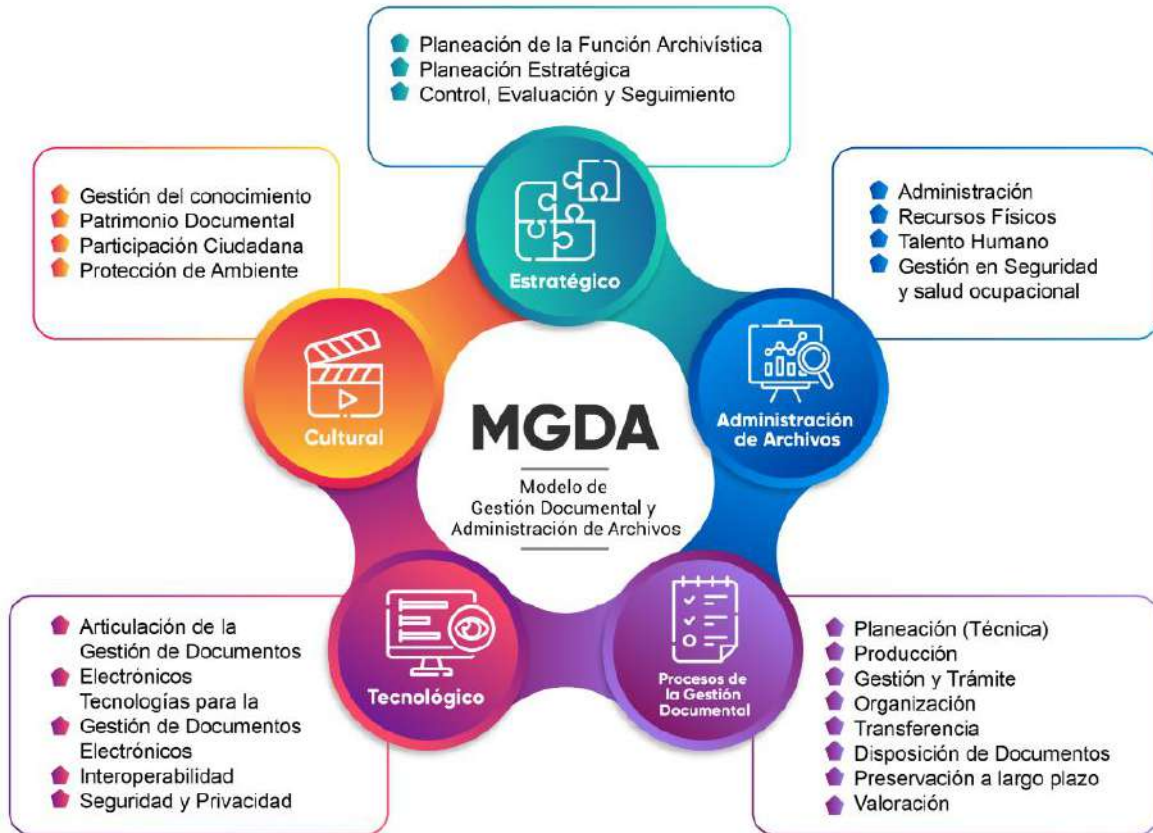 Planeación de la Función Archivística
Planeación Estratégica
Control, Evaluación y Seguimiento
Estratégico
Gestión del conocimiento
Patrimonio Documental
Participación Ciudadana
Protección de Ambiente
Cultural
Administración
Recursos Físicos
Talento Humano
Gestión en Seguridad
y salud ocupacional
Administración
de Archivos
MGDA
Modelo de
Gestión Documental y
Administración de Archivos
Articulación de la
Gestión de Documentos
Electrónicos
Tecnologías para la
Gestión de Documentos
Electrónicos
Interoperabilidad
Seguridad y Privacidad
Tecnológico
Procesos de
la Gestión
Documental
Planeación (Técnica)
Producción
Gestión y Trámite
Organización
Transferencia
Disposición de Documentos
Preservación a largo plazo
Valoración